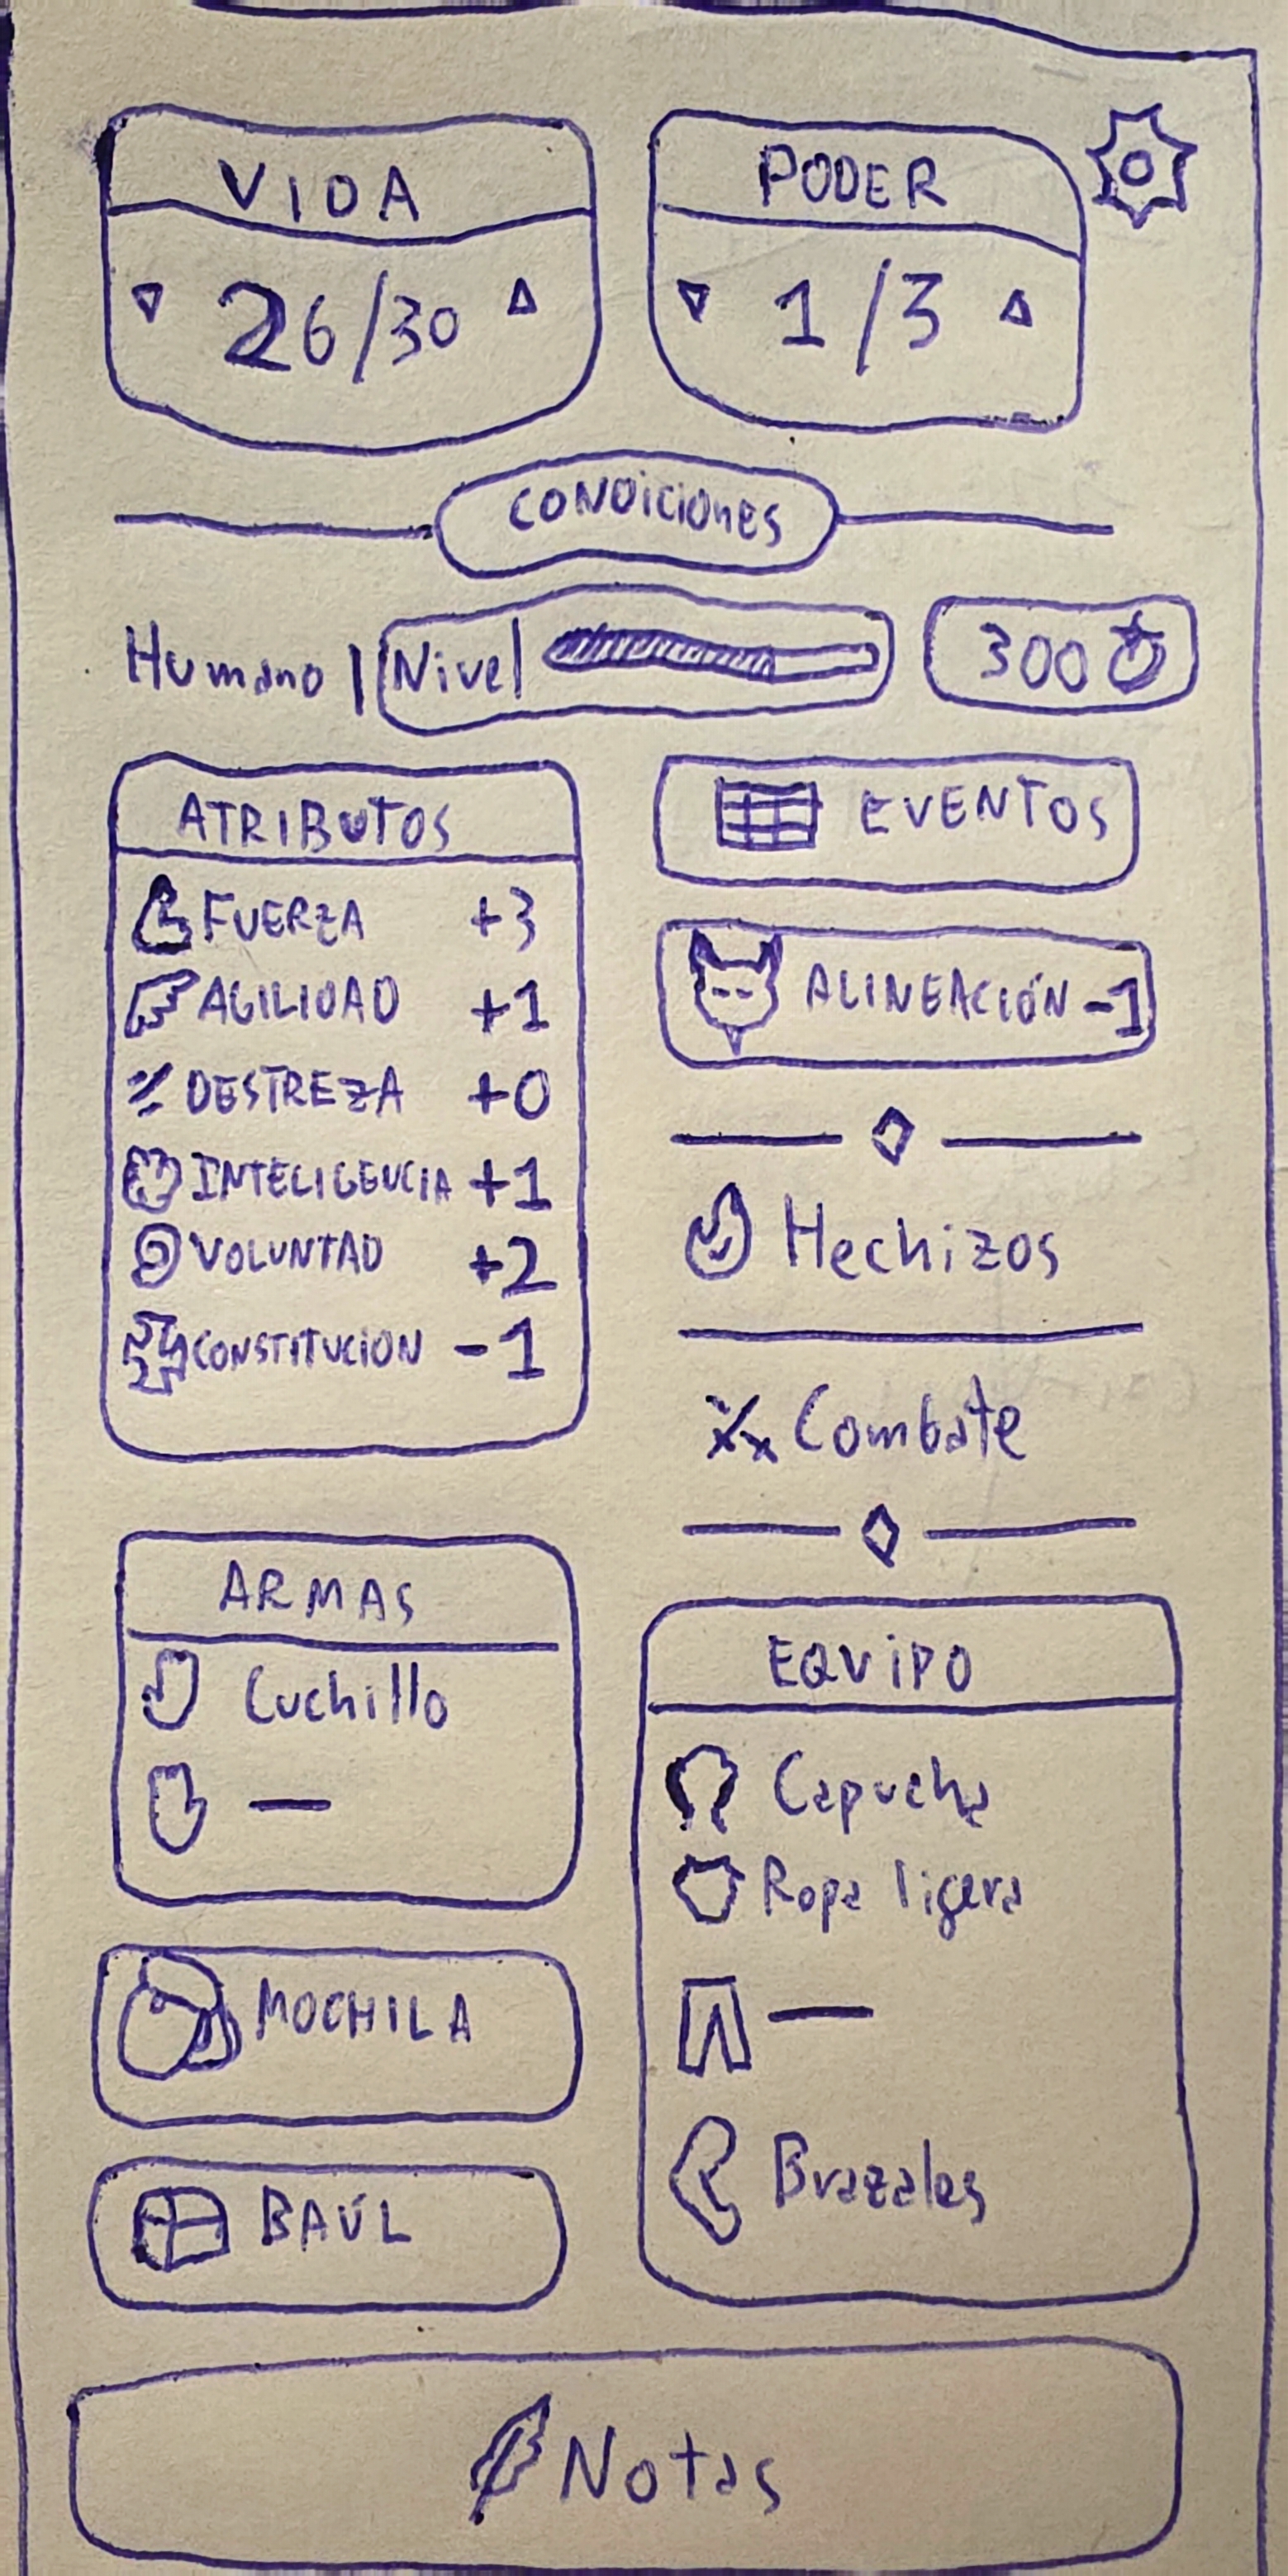 VIDA
26/30
PODER
1/3
CONDICIONES
Humano | Nivel
300
ATRIBUTOS
FUERZA +3
AGILIDAD +1
DESTREZA +0
INTELIGENCIA +1
VOLUNTAD +2
CONSTITUCION -1
EVENTOS
ALINEACIÓN -1
Hechizos
Combate
ARMAS
Cuchillo
—
MOCHILA
BAÚL
EQUIPO
Capucha
Ropa ligera
—
Brazales
Notas